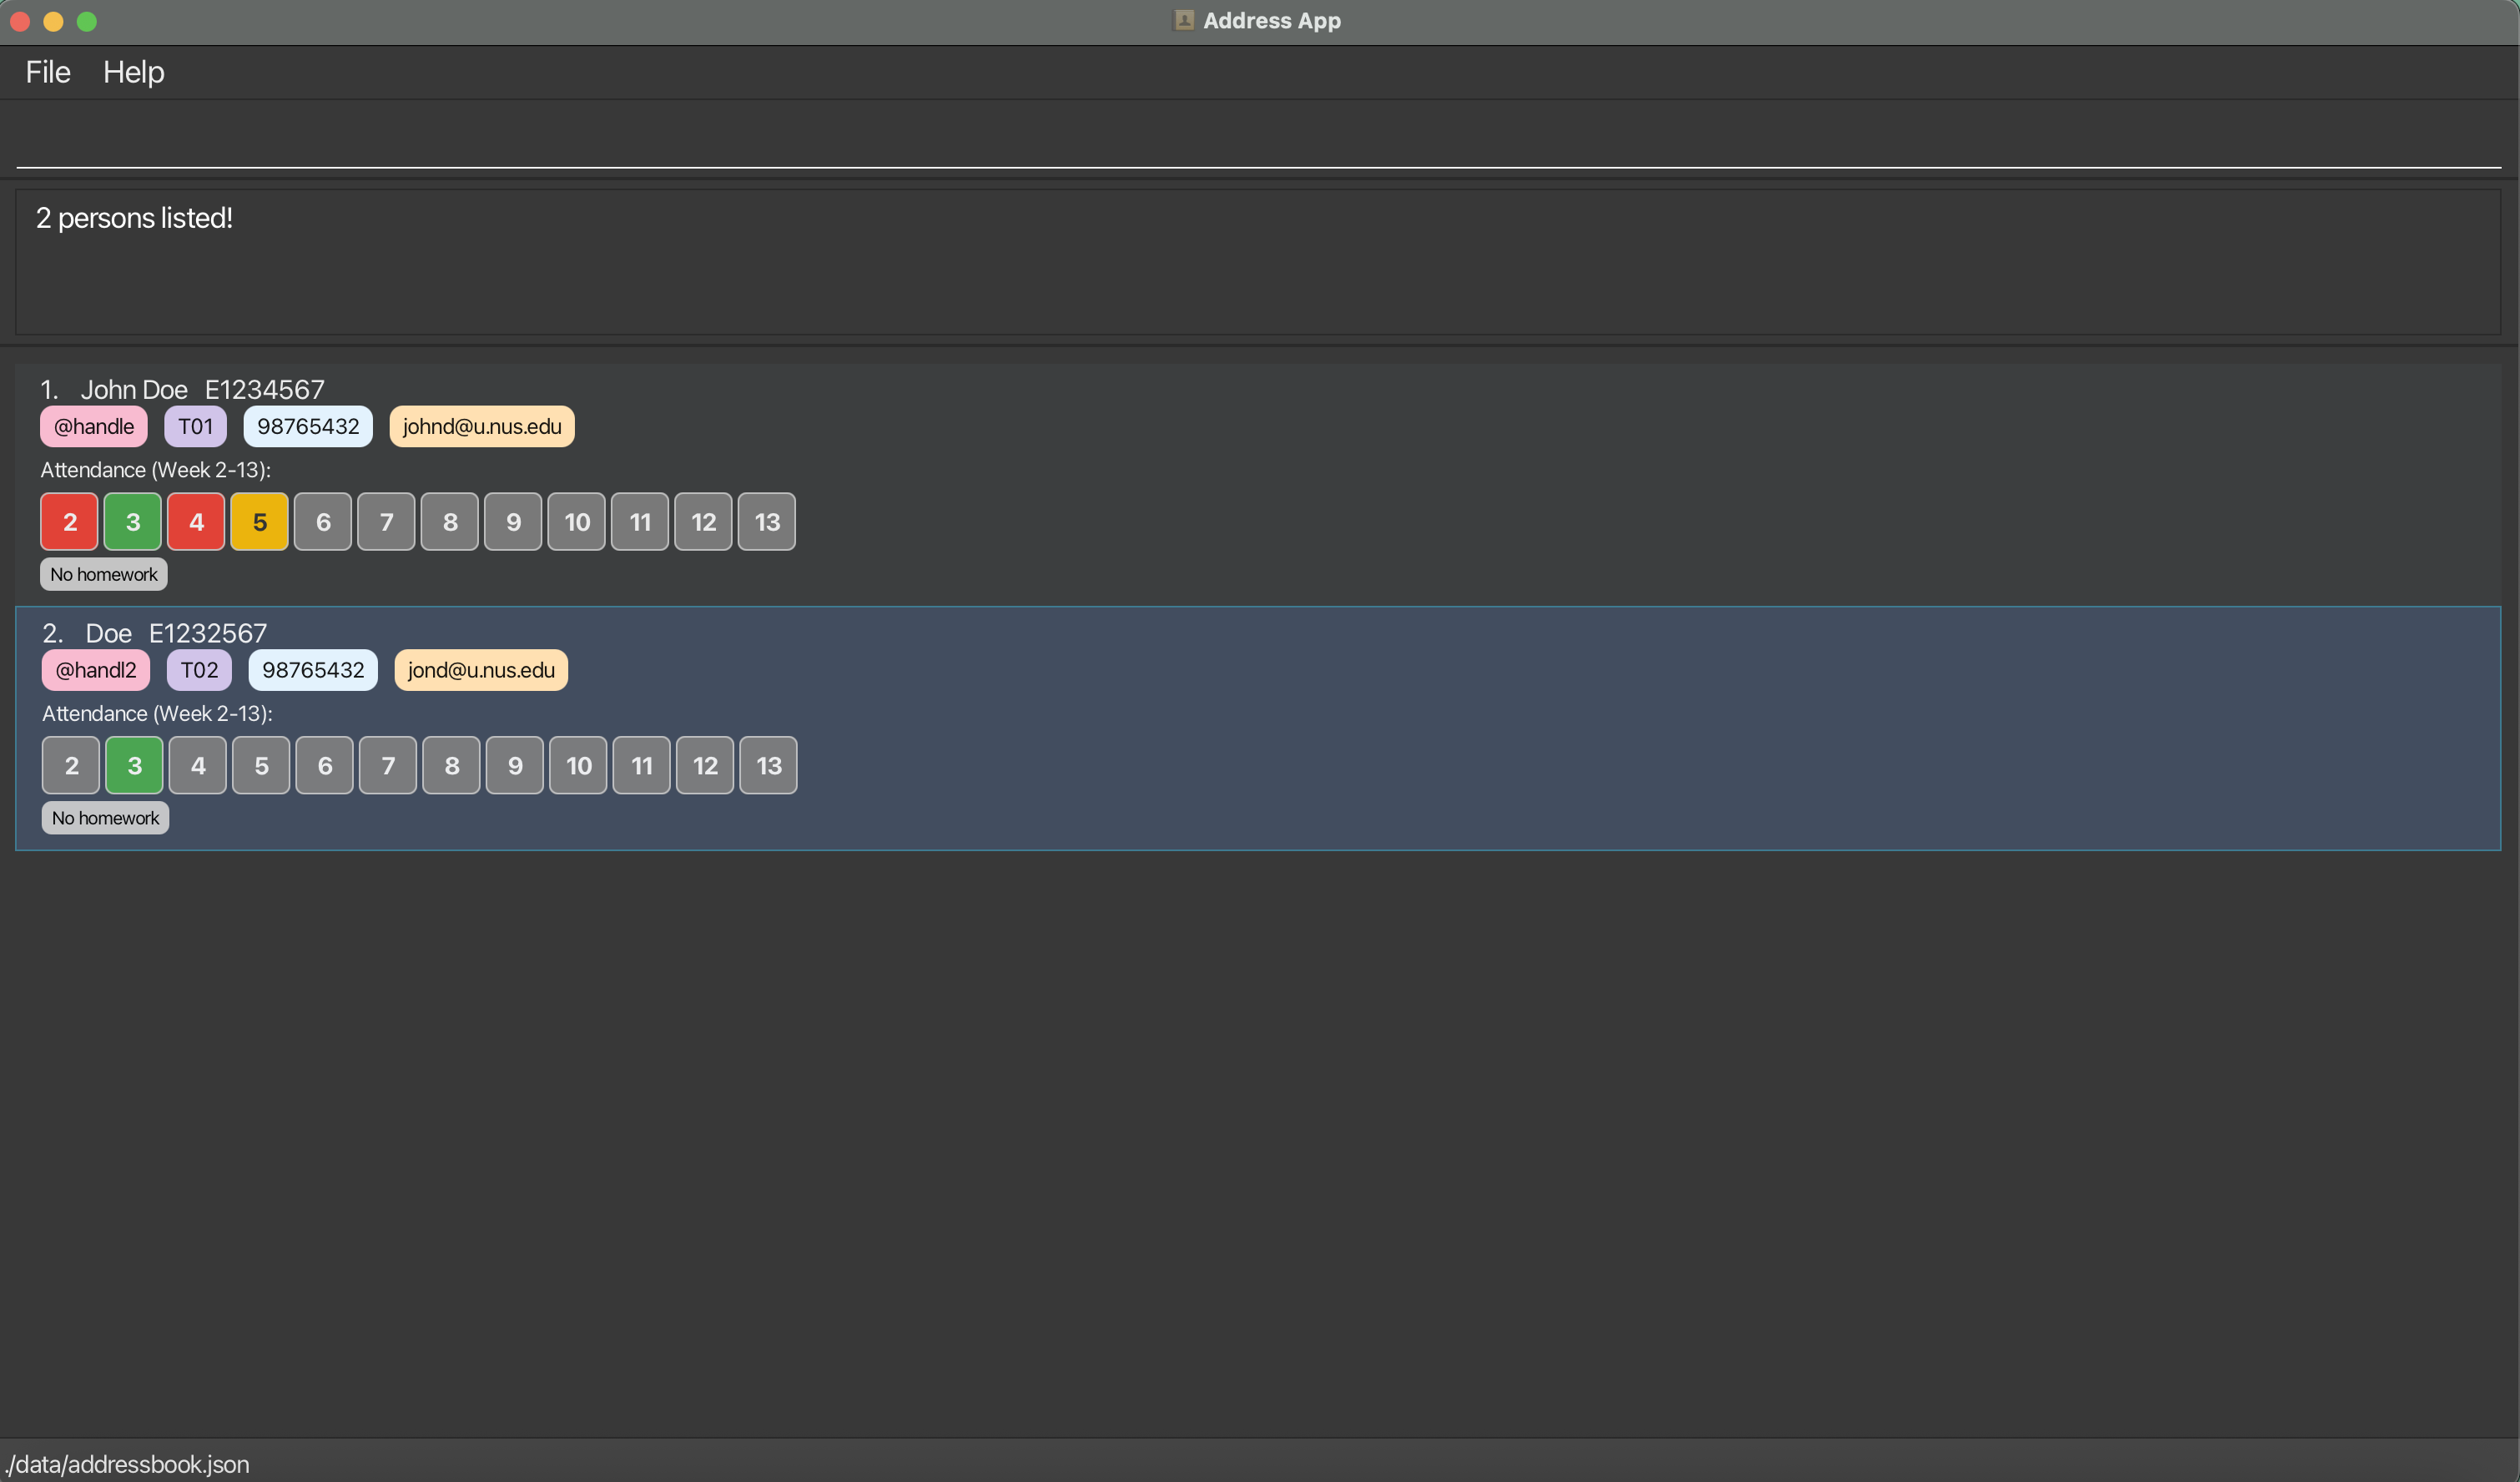 Address App
File Help
2 persons listed!
1. John Doe E1234567
@handle T01 98765432 johnd@u.nus.edu
Attendance (Week 2-13):
2 3 4 5 6 7 8 9 10 11 12 13
No homework
2. Doe E1232567
@handl2 T02 98765432 jond@u.nus.edu
Attendance (Week 2-13):
2 3 4 5 6 7 8 9 10 11 12 13
No homework
./data/addressbook.json